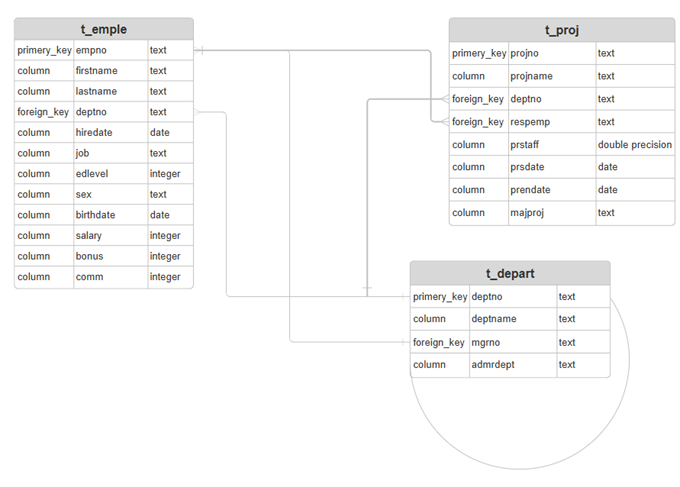 t_emple
primery_key empno text
column firstname text
column lastname text
foreign_key deptno text
column hiredate date
column job text
column edlevel integer
column sex text
column birthdate date
column salary integer
column bonus integer
column comm integer
t_proj
primery_key projno text
column projname text
foreign_key deptno text
foreign_key respemp text
column prstaff double precision
column prsdate date
column prendate date
column majproj text
t_depart
primery_key deptno text
column deptname text
foreign_key mgrno text
column admrdept text